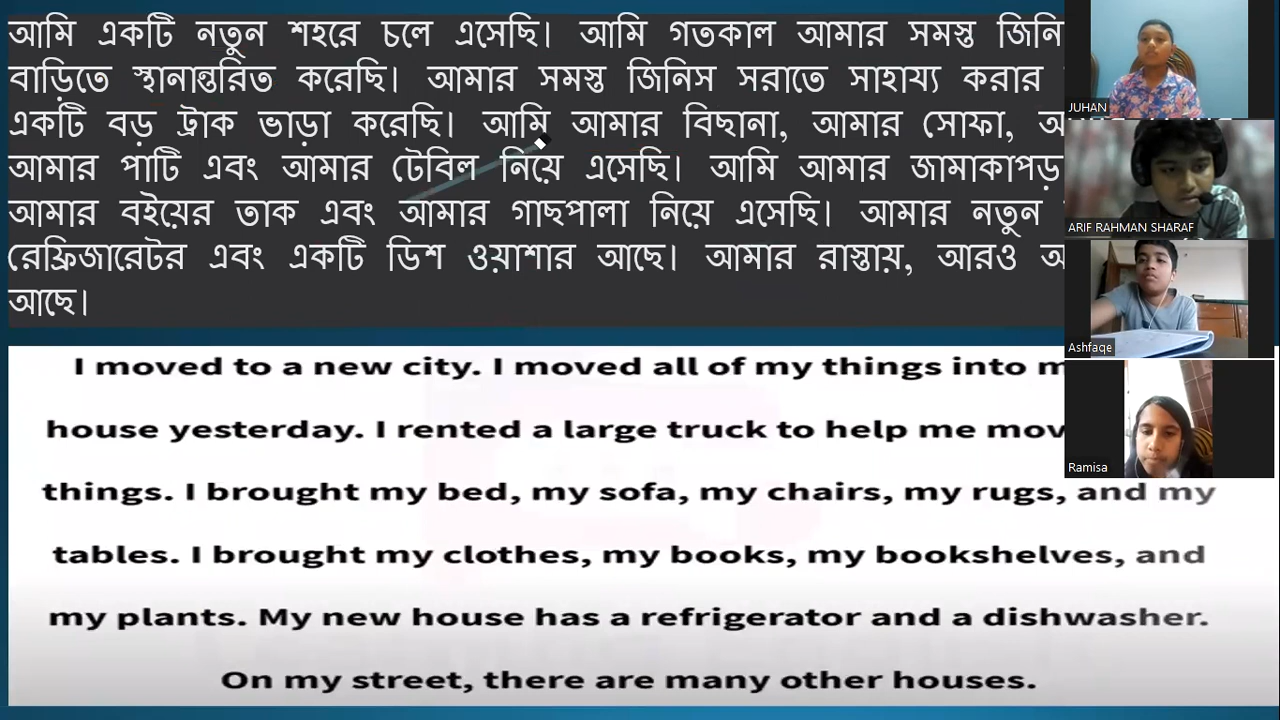 আমি একটি নতুন শহরে চলে এসেছি। আমি গতকাল আমার সমস্ত জিনি
বাড়িতে স্থানান্তরিত করেছি। আমার সমস্ত জিনিস সরাতে সাহায্য করার
একটি বড় ট্রাক ভাড়া করেছি। আমি আমার বিছানা, আমার সোফা, আ
আমার পাটি এবং আমার টেবিল নিয়ে এসেছি। আমি আমার জামাকাপড়
আমার বইয়ের তাক এবং আমার গাছপালা নিয়ে এসেছি। আমার নতুন
রেফ্রিজারেটর এবং একটি ডিশ ওয়াশার আছে। আমার রাস্তায়, আরও অ
আছে।
I moved to a new city. I moved all of my things into m
house yesterday. I rented a large truck to help me mov
things. I brought my bed, my sofa, my chairs, my rugs, and my
tables. I brought my clothes, my books, my bookshelves, and
my plants. My new house has a refrigerator and a dishwasher.
On my street, there are many other houses.
JUHAN
ARIF RAHMAN SHARAF
Ashfaqe
Ramisa